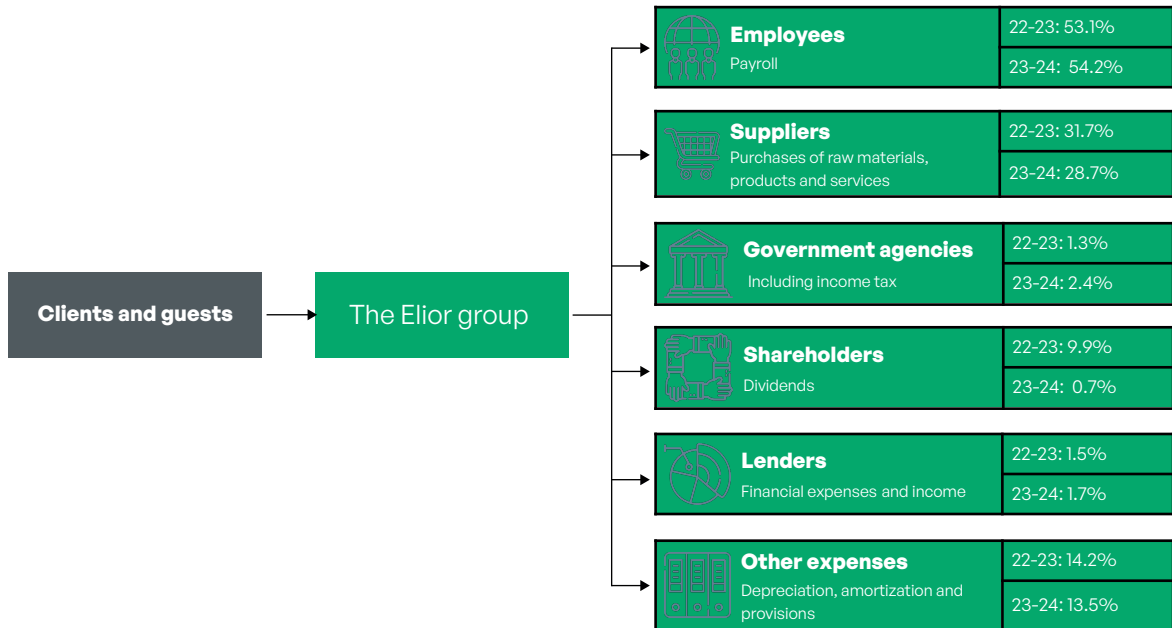 Clients and guests
The Elior group
Employees
Payroll
22-23: 53.1%
23-24: 54.2%
Suppliers
Purchases of raw materials,
products and services
22-23: 31.7%
23-24: 28.7%
Government agencies
Including income tax
22-23: 1.3%
23-24: 2.4%
Shareholders
Dividends
22-23: 9.9%
23-24: 0.7%
Lenders
Financial expenses and income
22-23: 1.5%
23-24: 1.7%
Other expenses
Depreciation, amortization and
provisions
22-23: 14.2%
23-24: 13.5%